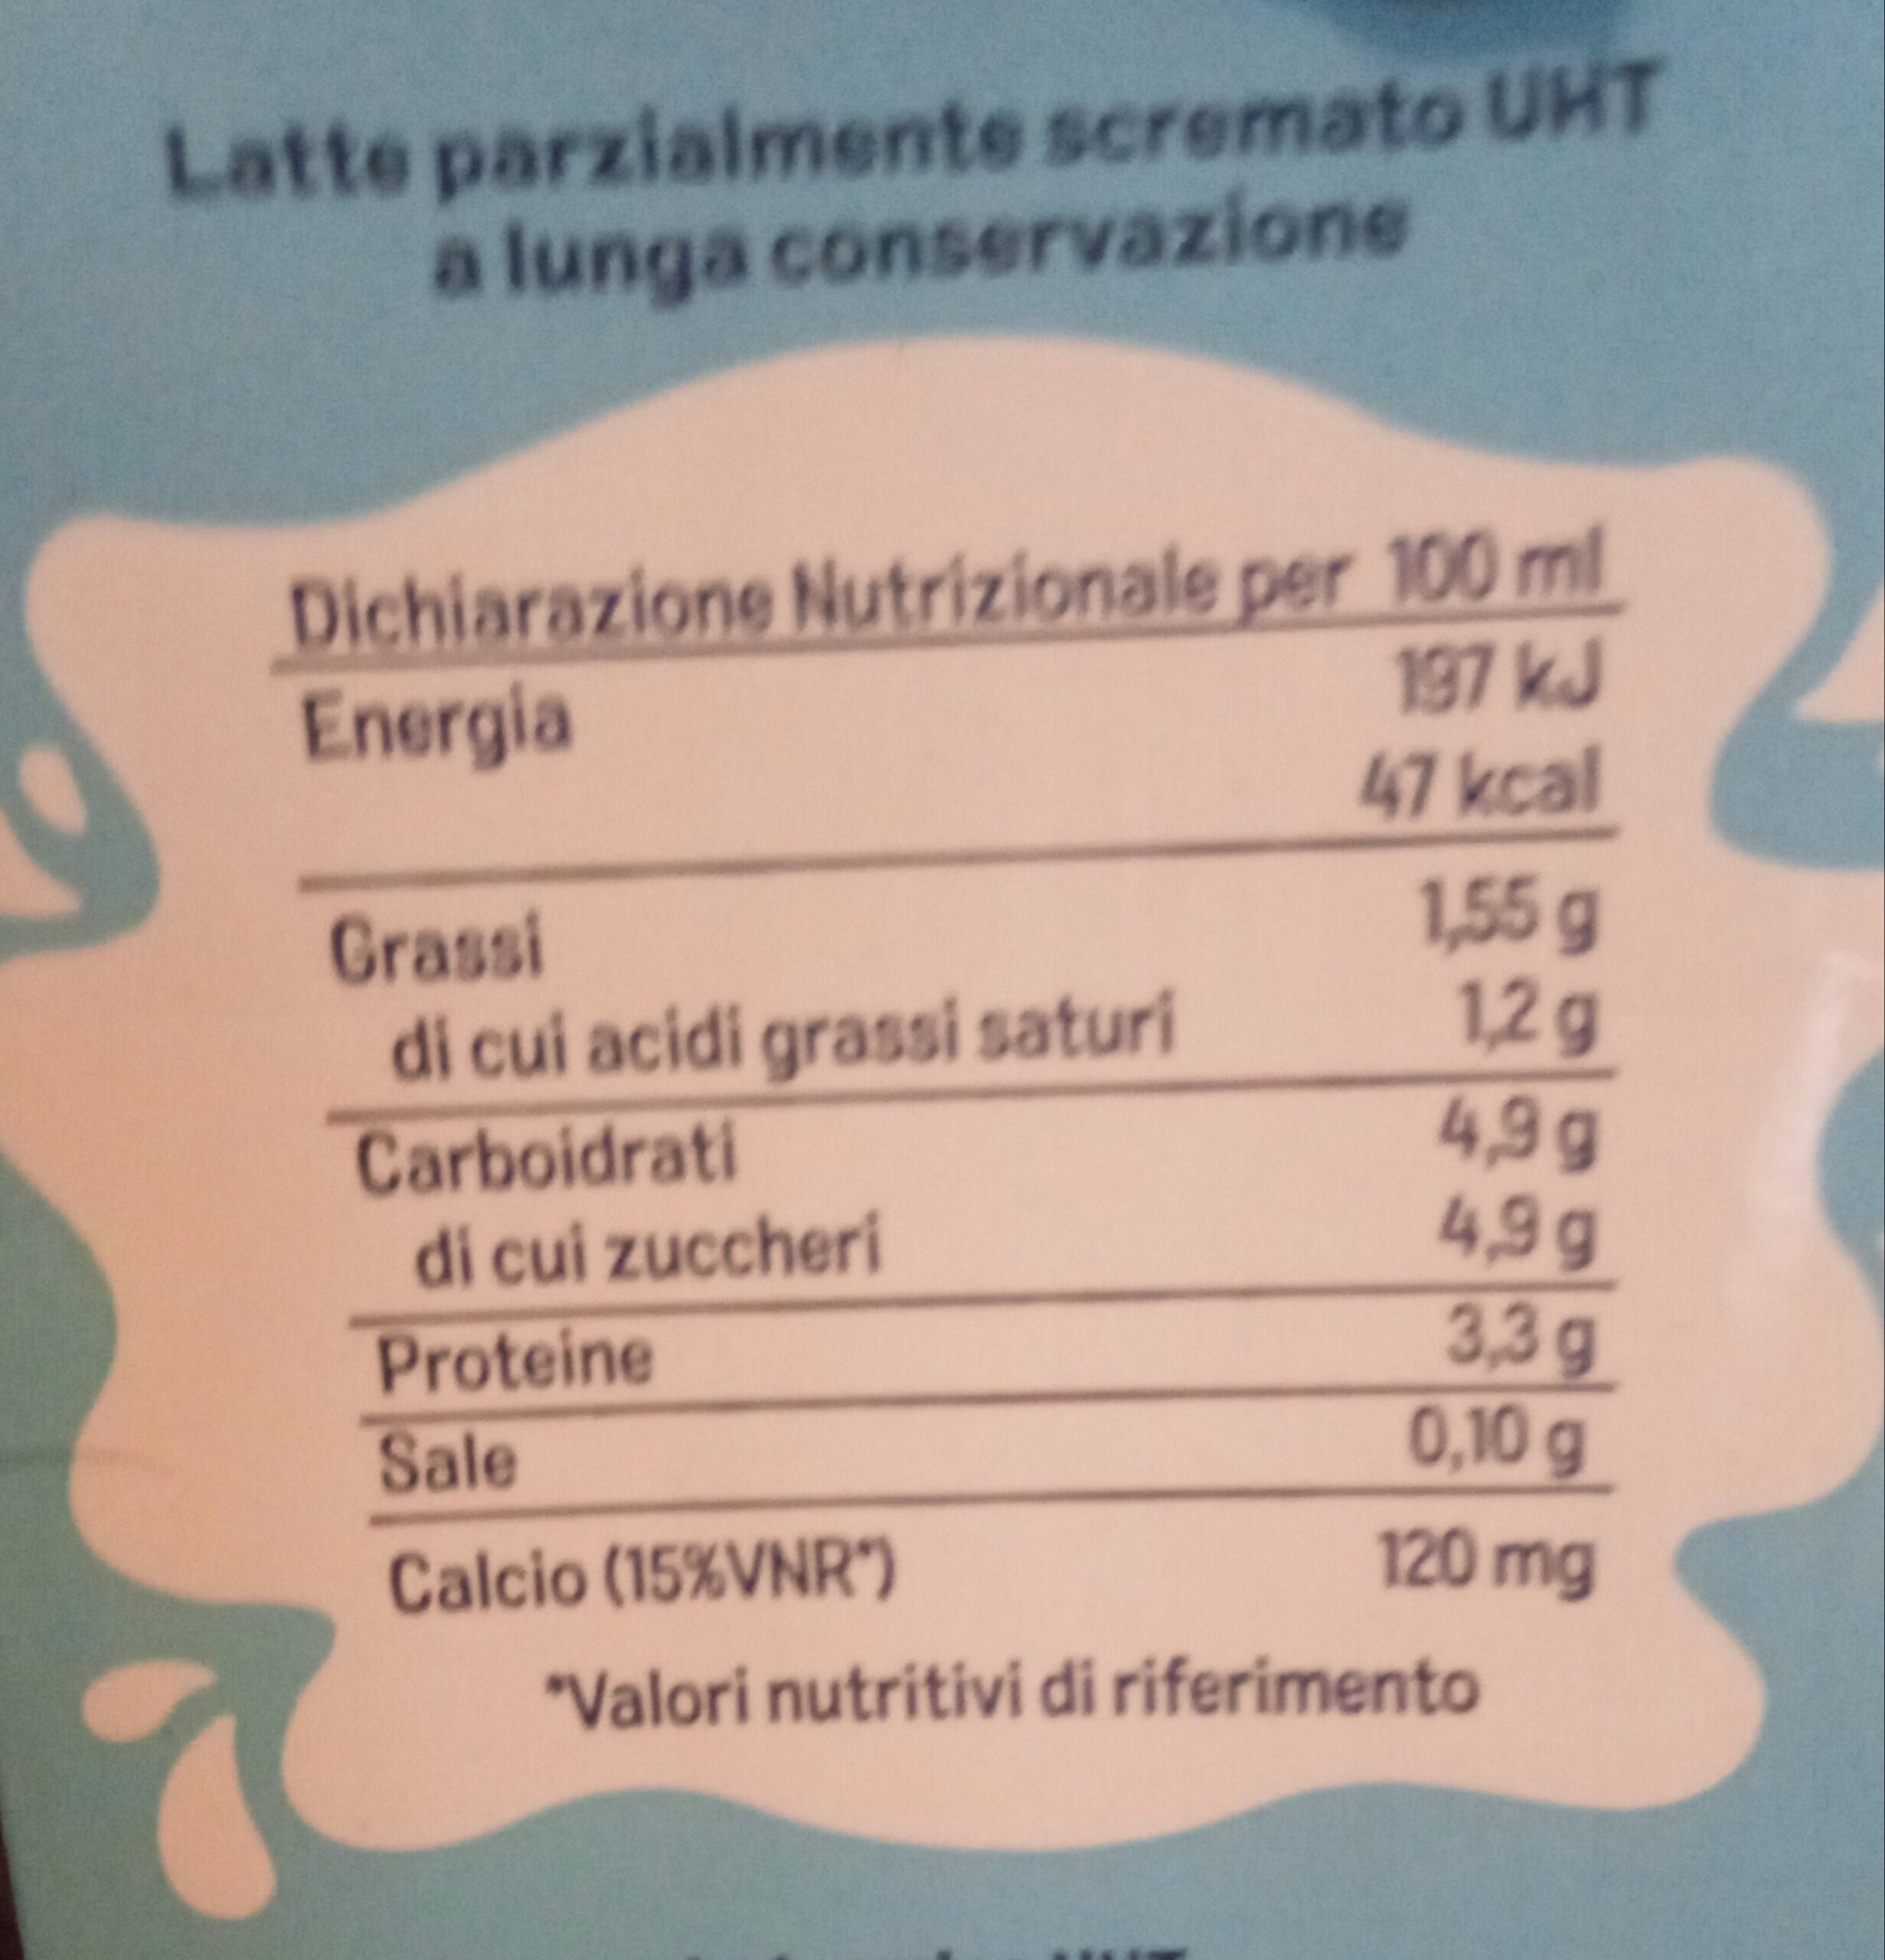 Latte parzialmente scremato UHT
a lunga conservazione
Dichiarazione Nutrizionale per 100 ml
Energia 197 kJ
47 kcal
Grassi 1,55 g
di cui acidi grassi saturi 1,2 g
Carboidrati 4,9 g
di cui zuccheri 4,9 g
Proteine 3,3 g
Sale 0,10 g
Calcio (15%VNR*) 120 mg
*Valori nutritivi di riferimento